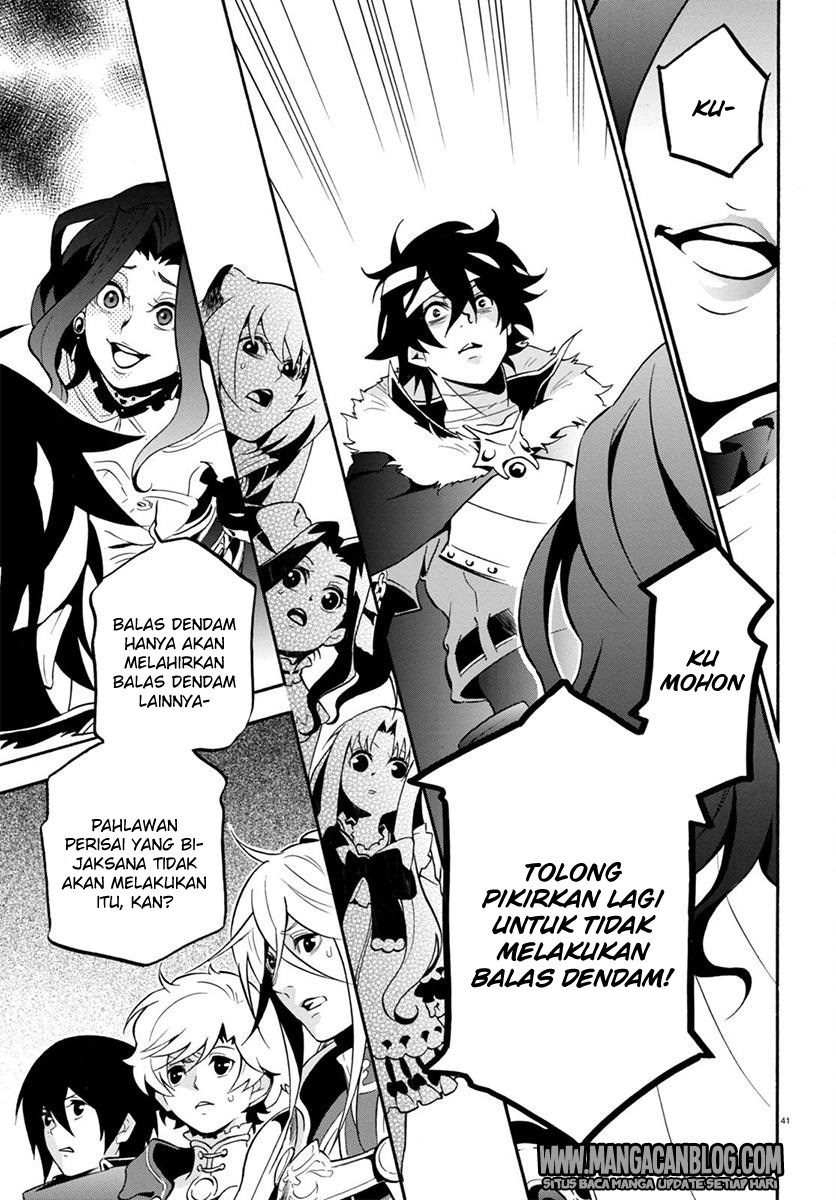 KU-
KU
MOHON
TOLONG
PIKIRKAN LAGI
UNTUK TIDAK
MELAKUKAN
BALAS DENDAM!
BALAS DENDAM
HANYA AKAN
MELAHIRKAN
BALAS DENDAM
LAINNYA-
PAHLAWAN
PERISAI YANG BI-
JAKSANA TIDAK
AKAN MELAKUKAN
ITU, KAN?
41
WWW.MANGACANBLOG.COM
SITUS BACA MANGA UPDATE SETIAP HARI